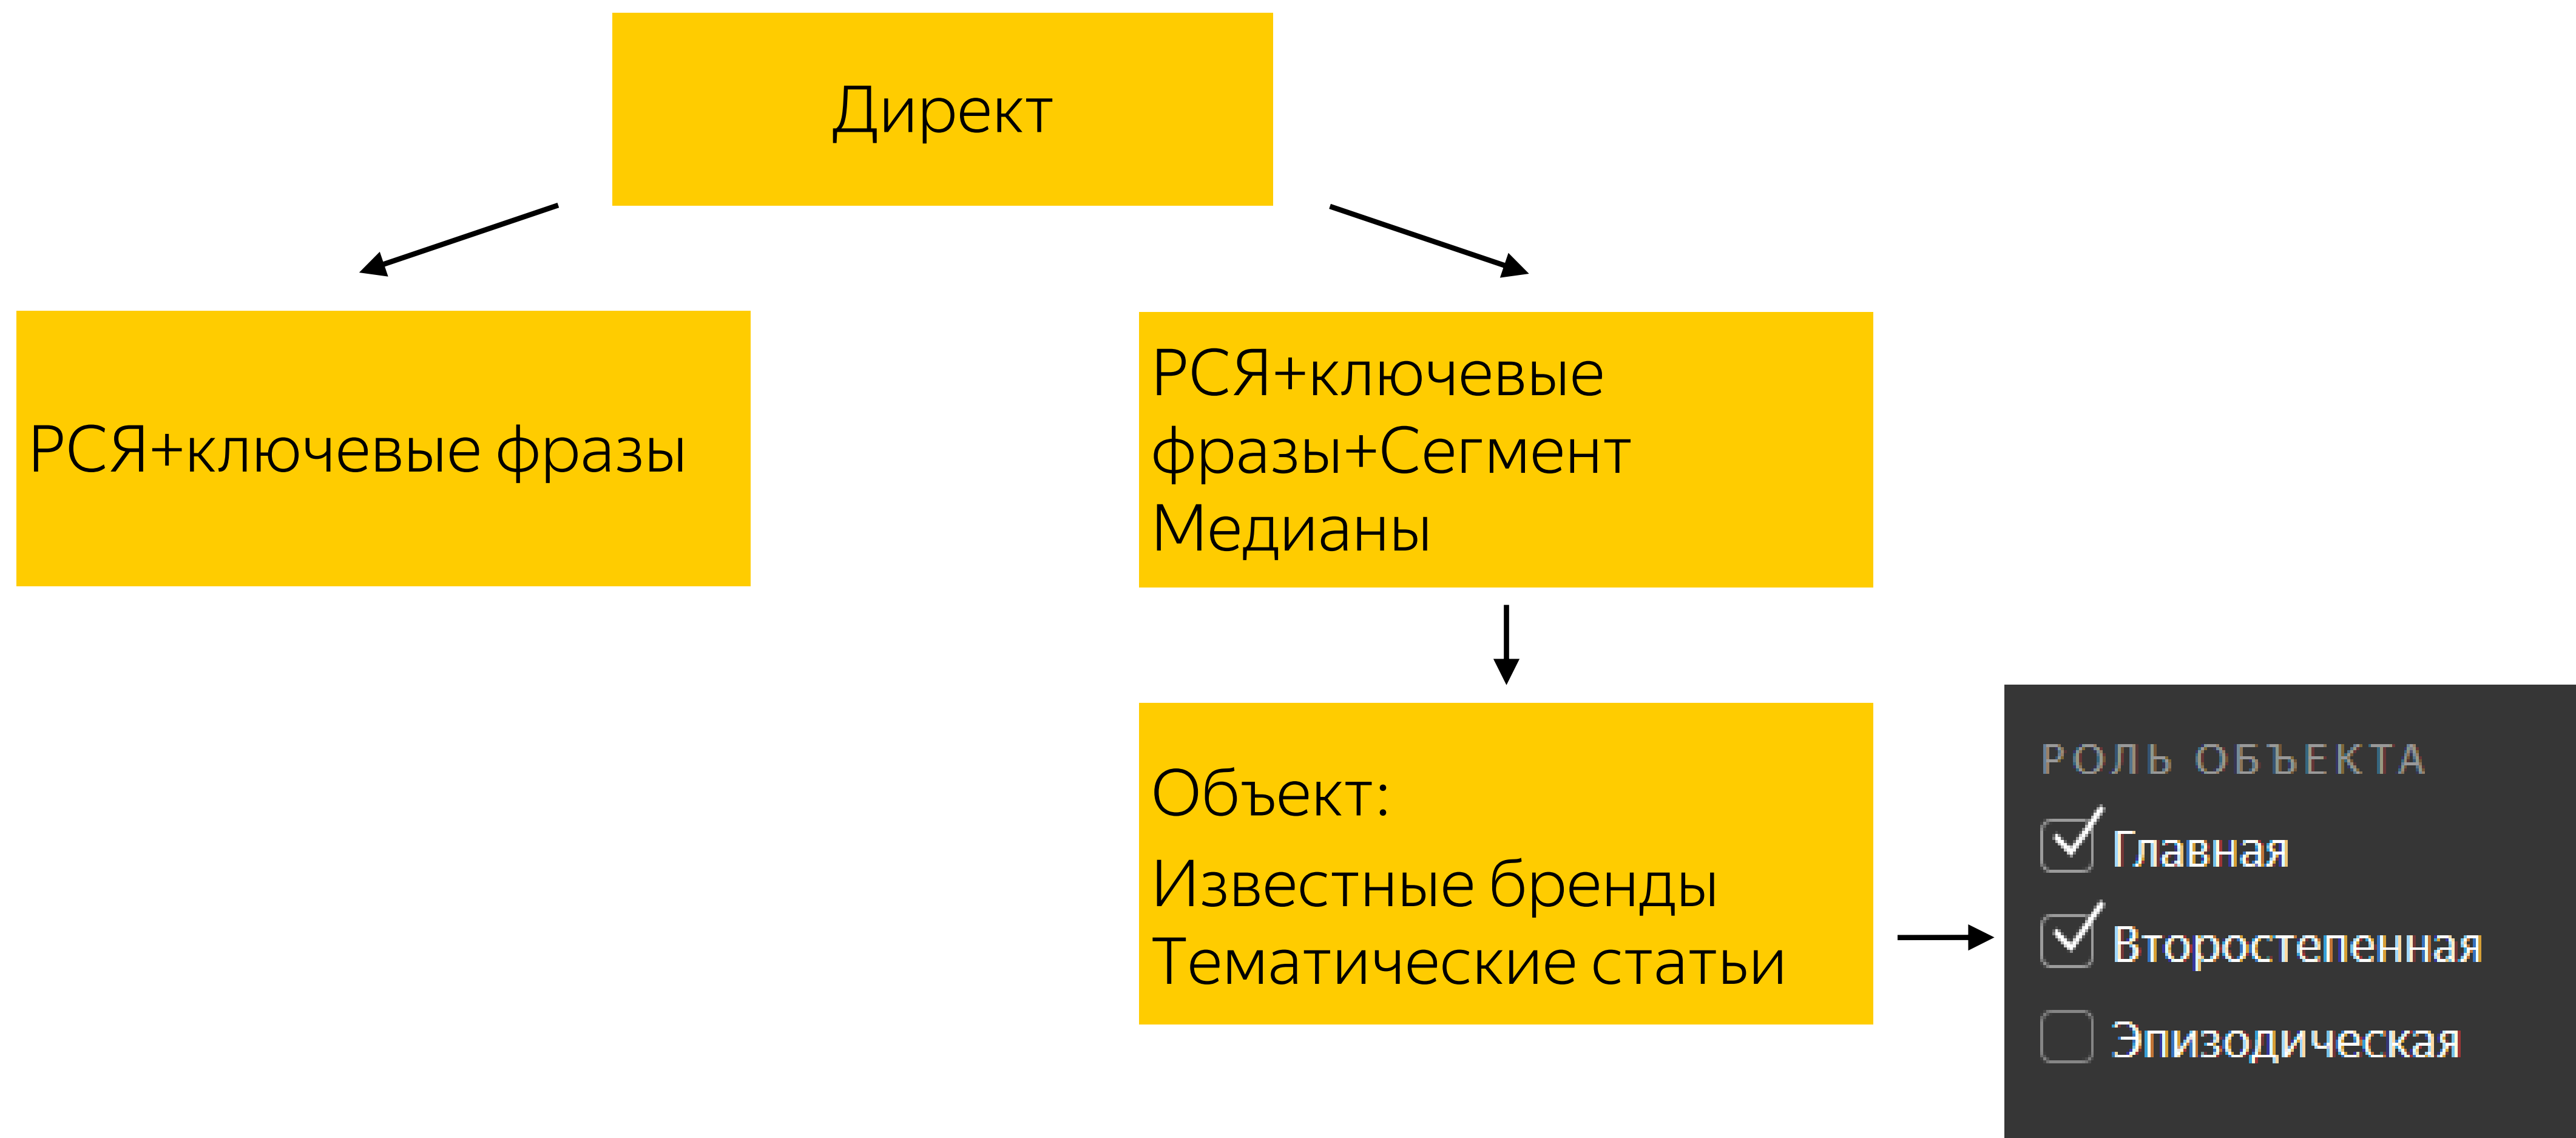 Директ
РСЯ+ключевые фразы
РСЯ+ключевые
фразы+Сегмент
Медианы
Объект:
Известные бренды
Тематические статьи
РОЛЬ ОБЪЕКТА
Главная
Второстепенная
Эпизодическая